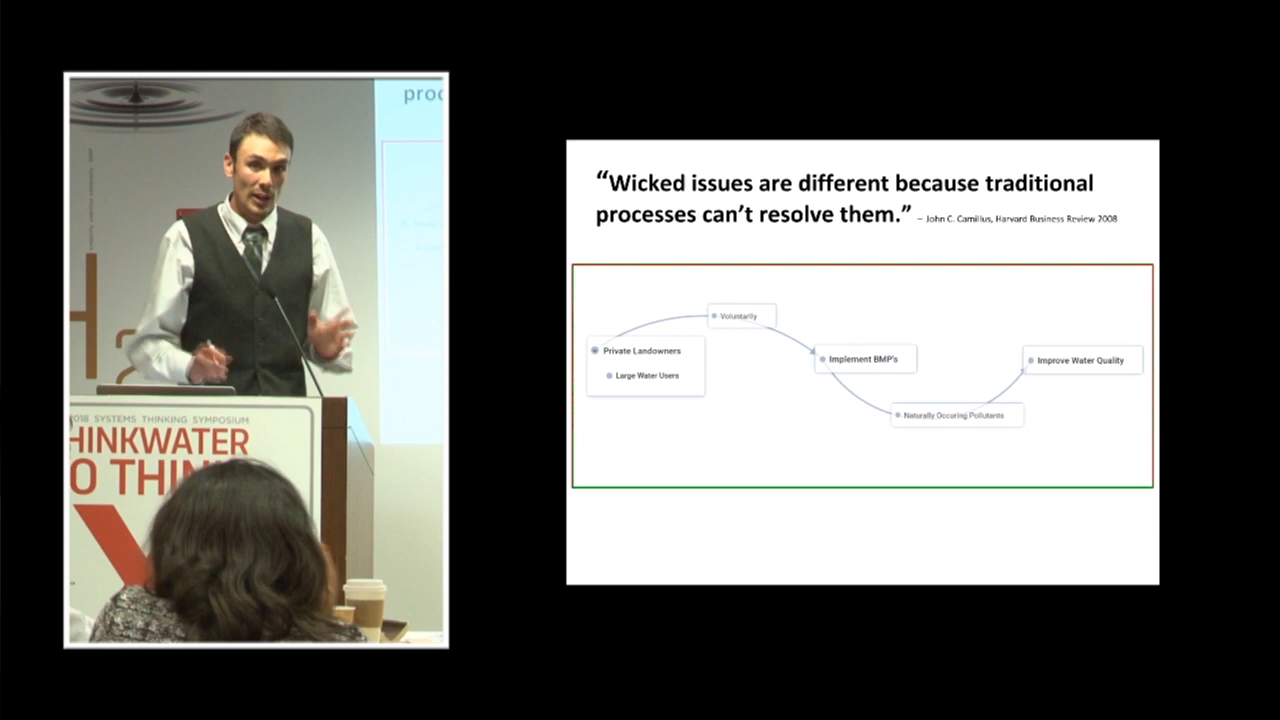 proc
2018 SYSTEMS THINKING SYMPOSIUM
HINKWATER
O THIN
“Wicked issues are different because traditional
processes can’t resolve them.” – John C. Camillus, Harvard Business Review 2008
Voluntarily
Private Landowners
Large Water Users
Implement BMP's
Improve Water Quality
Naturally Occuring Pollutants